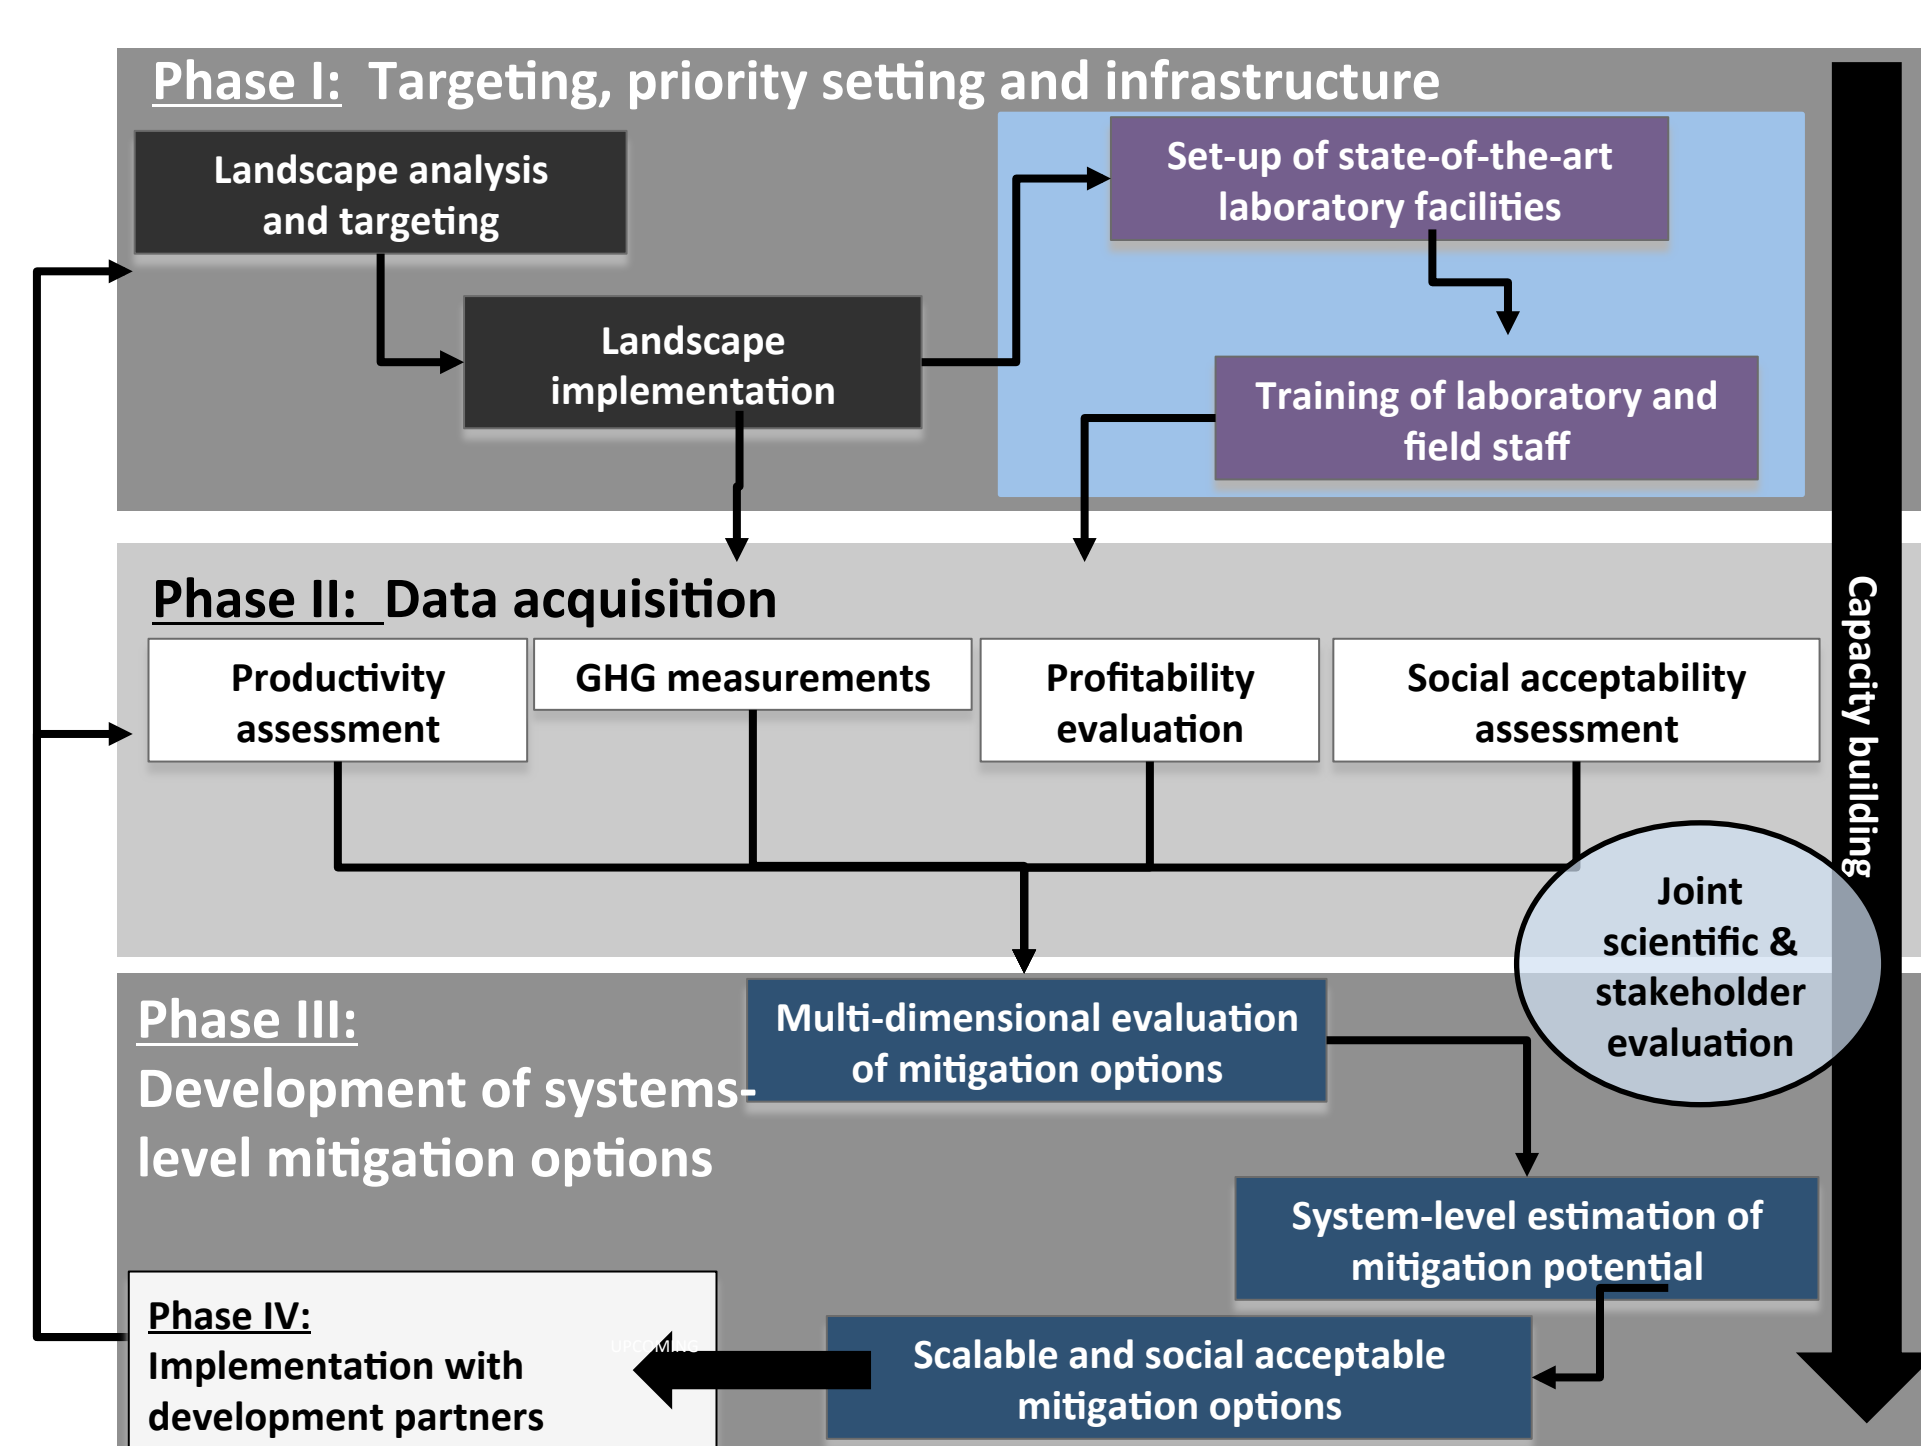 Phase I: Targeting, priority setting and infrastructure
Landscape analysis
and targeting
Set-up of state-of-the-art
laboratory facilities
Landscape
implementation
Training of laboratory and
field staff
Phase II: Data acquisition
Productivity
assessment
GHG measurements
Profitability
evaluation
Social acceptability
assessment
Capacity building
Joint
scientific &
stakeholder
evaluation
Phase III:
Development of systems-
level mitigation options
Multi-dimensional evaluation
of mitigation options
System-level estimation of
mitigation potential
Scalable and social acceptable
mitigation options
UPCOMING
Phase IV:
Implementation with
development partners